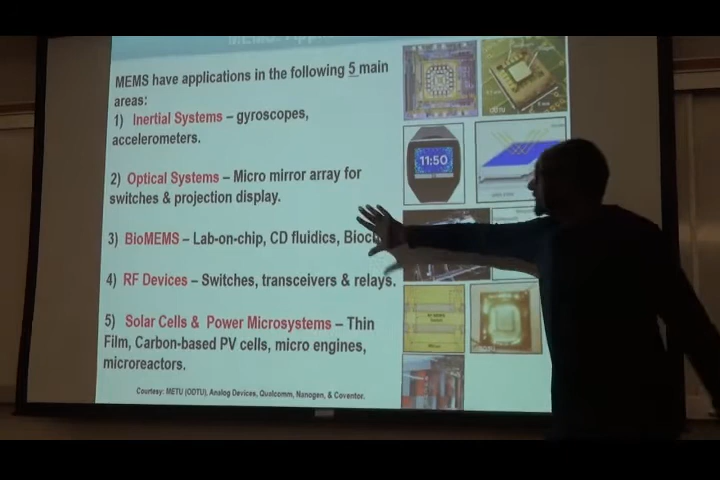 MEMS have applications in the following 5 main
areas:
1) Inertial Systems – gyroscopes,
accelerometers.
2) Optical Systems – Micro mirror array for
switches & projection display.
3) BioMEMS – Lab-on-chip, CD fluidics,
4) RF Devices – Switches, transceivers & relays.
5) Solar Cells & Power Microsystems – Thin
Film, Carbon-based PV cells, micro engines,
microreactors.
Courtesy: METU (ODTU), Analog Devices, Qualcomm, Nanogen, & Coventor.
11:50